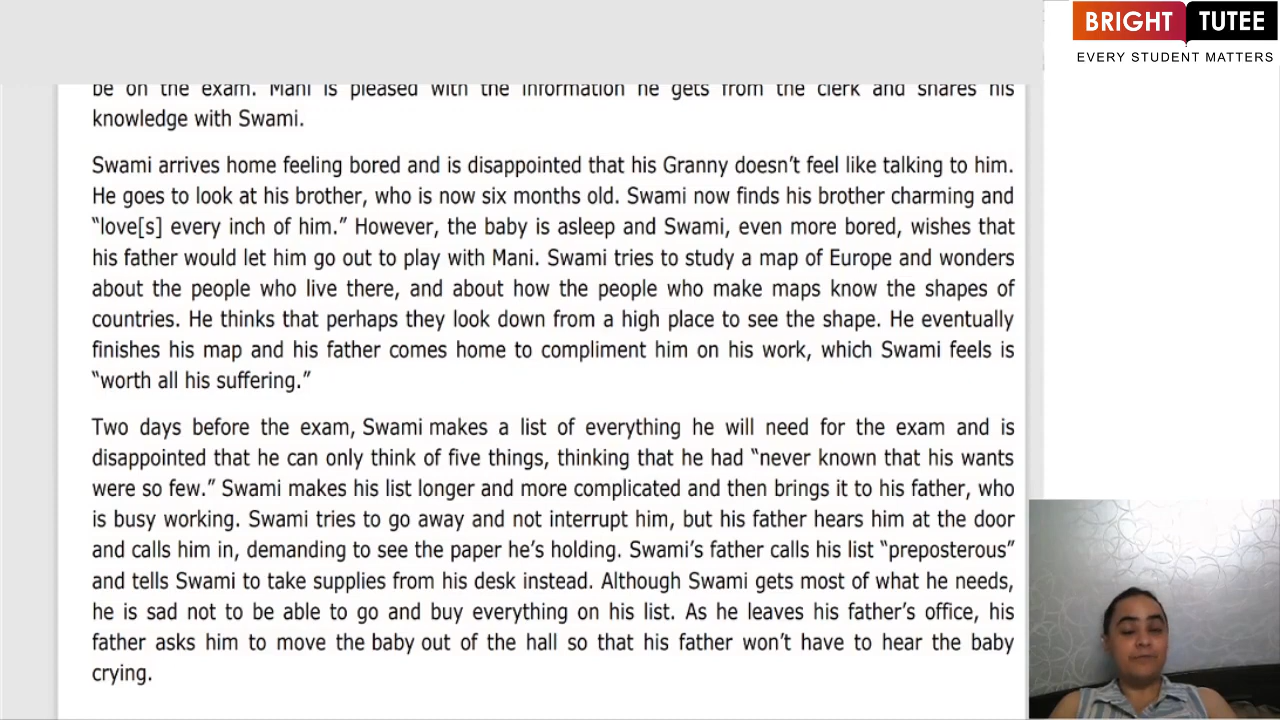 BRIGHT TUTEE
EVERY STUDENT MATTERS
be on the exam. Mani is pleased with the information he gets from the clerk and shares his
knowledge with Swami.
Swami arrives home feeling bored and is disappointed that his Granny doesn’t feel like talking to him.
He goes to look at his brother, who is now six months old. Swami now finds his brother charming and
“love[s] every inch of him.” However, the baby is asleep and Swami, even more bored, wishes that
his father would let him go out to play with Mani. Swami tries to study a map of Europe and wonders
about the people who live there, and about how the people who make maps know the shapes of
countries. He thinks that perhaps they look down from a high place to see the shape. He eventually
finishes his map and his father comes home to compliment him on his work, which Swami feels is
“worth all his suffering.”
Two days before the exam, Swami makes a list of everything he will need for the exam and is
disappointed that he can only think of five things, thinking that he had “never known that his wants
were so few.” Swami makes his list longer and more complicated and then brings it to his father, who
is busy working. Swami tries to go away and not interrupt him, but his father hears him at the door
and calls him in, demanding to see the paper he’s holding. Swami’s father calls his list “preposterous”
and tells Swami to take supplies from his desk instead. Although Swami gets most of what he needs,
he is sad not to be able to go and buy everything on his list. As he leaves his father’s office, his
father asks him to move the baby out of the hall so that his father won’t have to hear the baby
crying.